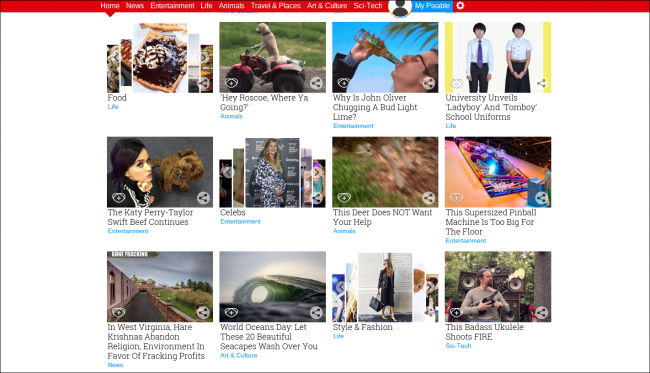 Home News Entertainment Life Animals Travel & Places Art & Culture Sci-Tech My Pixable
Food
Life
'Hey Roscoe, Where Ya
Going?'
Animals
Why Is John Oliver
Chugging A Bud Light
Lime?
Entertainment
University Unveils
'Ladyboy' And 'Tomboy'
School Uniforms
Life
The Katy Perry-Taylor
Swift Beef Continues
Entertainment
Celebs
Entertainment
This Deer Does NOT Want
Your Help
Animals
This Supersized Pinball
Machine Is Too Big For
The Floor
Entertainment
GONE FRACKING
In West Virginia, Hare
Krishnas Abandon
Religion, Environment In
Favor Of Fracking Profits
News
World Oceans Day: Let
These 20 Beautiful
Seacapes Wash Over You
Art & Culture
Style & Fashion
Life
This Badass Ukulele
Shoots FIRE
Sci-Tech